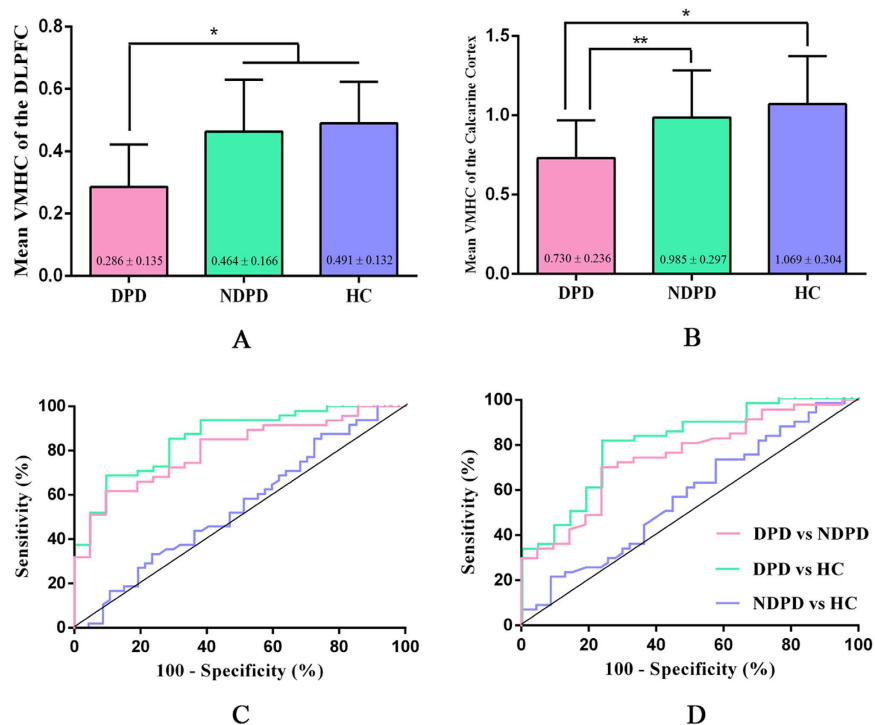 *
Mean VMHC of the DLPFC
0.8
0.6
0.4
0.2
0.0
0.286 ± 0.135
0.464 ± 0.166
0.491 ± 0.132
DPD
NDPD
HC
A
*
**
Mean VMHC of the Calcarine Cortex
1.5
1.0
0.5
0.0
0.730 ± 0.236
0.985 ± 0.297
1.069 ± 0.304
DPD
NDPD
HC
B
Sensitivity (%)
100
80
60
40
20
0
0
20
40
60
80
100
100 - Specificity (%)
C
Sensitivity (%)
100
80
60
40
20
0
DPD vs NDPD
DPD vs HC
NDPD vs HC
0
20
40
60
80
100
100 - Specificity (%)
D